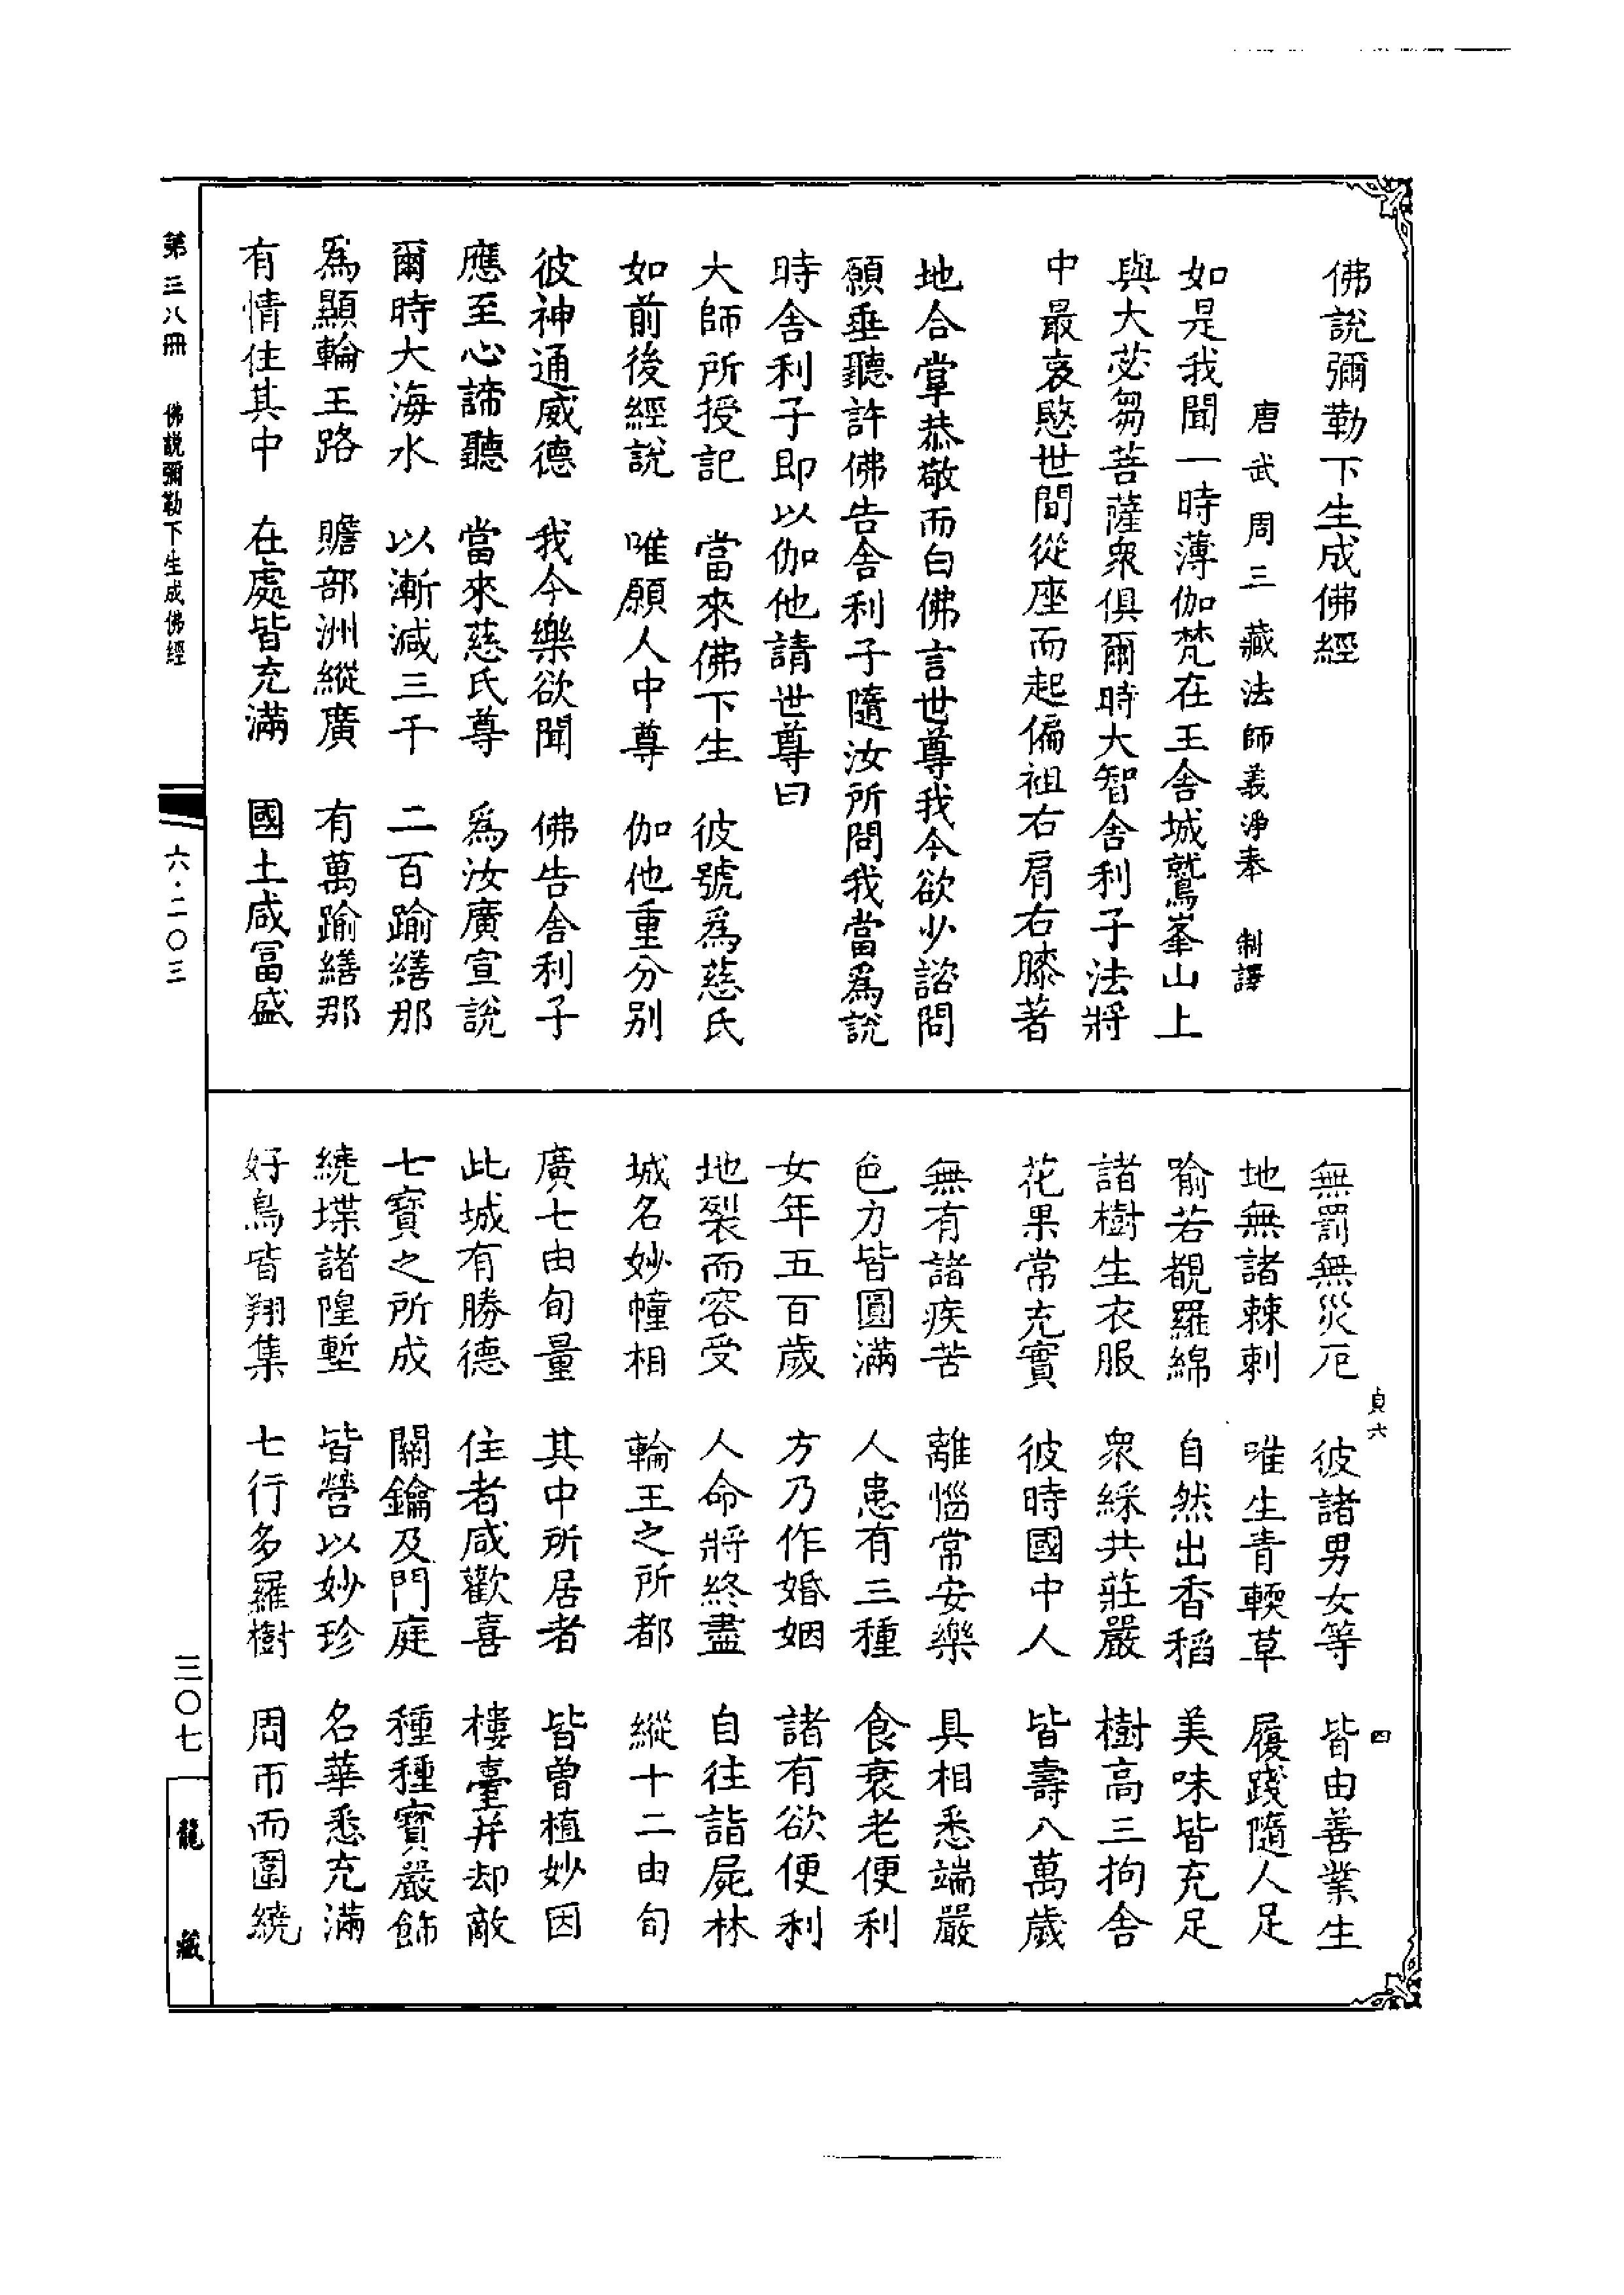 佛說彌勒下生成佛經
唐武周三藏法師義淨奉　制譯
如是我聞一時薄伽梵在王舍城鷲峯山上
與大苾芻菩薩眾俱爾時大智舍利子法將
中最哀愍世間從座而起偏袒右肩右膝著
地合掌恭敬而白佛言世尊我今欲少諮問
願垂聽許佛告舍利子隨汝所問我當爲說
時舍利子即以伽他請世尊曰
大師所授記　當來佛下生　彼號爲慈氏
如前後經說　唯願人中尊　伽他重分別
彼神通威德　我今樂欲聞　佛告舍利子
應至心諦聽　當來慈氏尊　爲汝廣宣說
爾時大海水　以漸減三千　二百踰繕那
爲顯輪王路　贍部洲縱廣　有萬踰繕那
有情住其中　在處皆充滿　國土咸富盛
無罰無災厄　彼諸男女等　皆由善業生
地無諸棘刺　唯生青輭草　履踐隨人足
喻若覩羅綿　自然出香稻　美味皆充足
諸樹生衣服　眾綵共莊嚴　樹高三拘舍
花果常充實　彼時國中人　皆壽八萬歲
無有諸疾苦　離惱常安樂　具相悉端嚴
色力皆圓滿　人患有三種　食衰老便利
女年五百歲　方乃作婚姻　諸有欲便利
地裂而容受　人命將終盡　自往詣屍林
城名妙幢相　輪王之所都　縱十二由旬
廣七由旬量　其中所居者　皆曾植妙因
此城有勝德　住者咸歡喜　樓臺并却敵
七寶之所成　關鑰及門庭　種種寶嚴飾
繞堞諸隍塹　皆營以妙珍　名華悉充滿
好鳥皆翔集　七行多羅樹　周帀而圍繞
貞六
四
第三八冊　佛說彌勒下生成佛經
六·二〇三
三〇七
龍藏